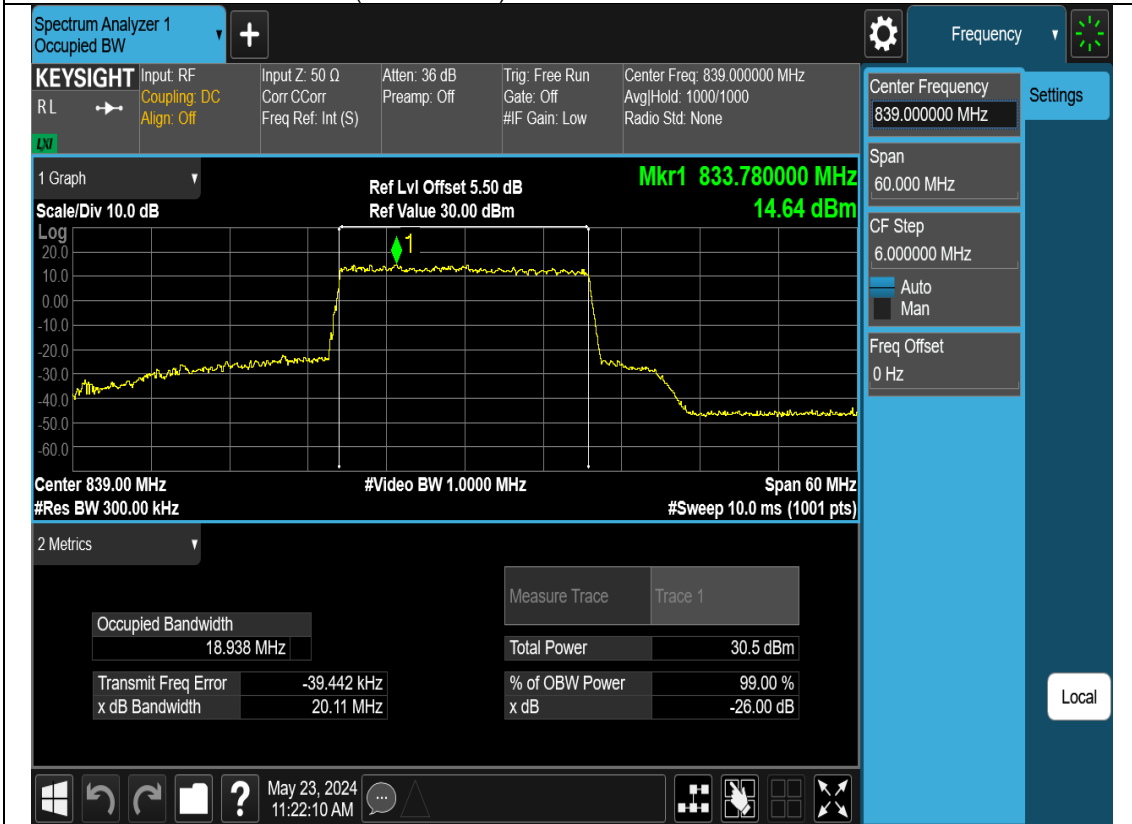 Spectrum Analyzer 1
Occupied BW
Frequency
KEYSIGHT
RL
LXI
Input: RF
Coupling: DC
Align: Off
Input Z: 50 Ω
Corr CCorr
Freq Ref: Int (S)
Atten: 36 dB
Preamp: Off
Trig: Free Run
Gate: Off
#IF Gain: Low
Center Freq: 839.000000 MHz
Avg|Hold: 1000/1000
Radio Std: None
Center Frequency
839.000000 MHz
Settings
Span
60.000 MHz
CF Step
6.000000 MHz
Auto
Man
Freq Offset
0 Hz
1 Graph
Scale/Div 10.0 dB
Ref Lvl Offset 5.50 dB
Ref Value 30.00 dBm
Mkr1 833.780000 MHz
14.64 dBm
Log
1
20.0
10.0
0.00
-10.0
-20.0
-30.0
-40.0
-50.0
-60.0
Center 839.00 MHz
#Res BW 300.00 kHz
#Video BW 1.0000 MHz
Span 60 MHz
#Sweep 10.0 ms (1001 pts)
2 Metrics
Measure Trace Trace 1
Occupied Bandwidth
18.938 MHz
Total Power 30.5 dBm
Transmit Freq Error -39.442 kHz
% of OBW Power 99.00 %
x dB Bandwidth 20.11 MHz
x dB -26.00 dB
Local
?
May 23, 2024
11:22:10 AM